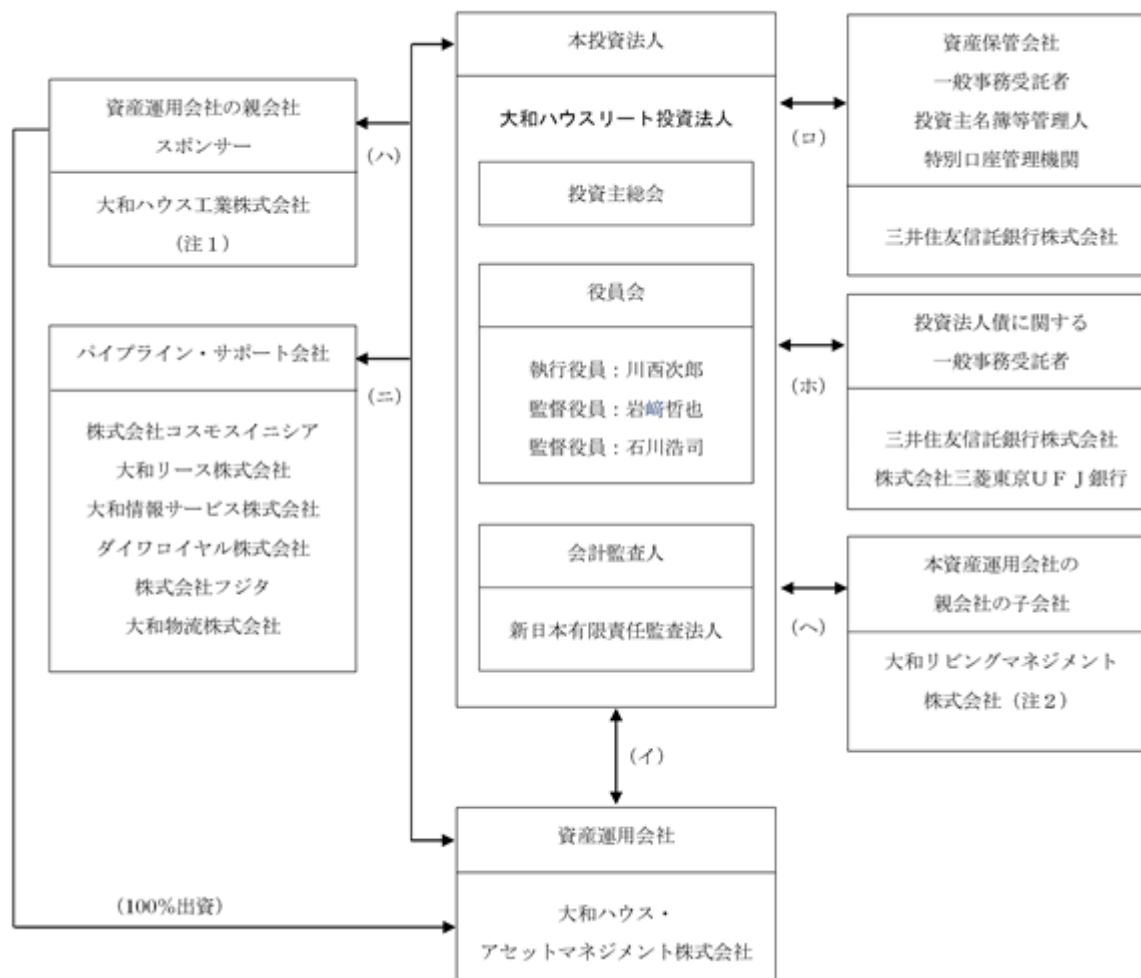 本投資法人
大和ハウスリート投資法人
投資主総会
役員会
執行役員：川西次郎
監督役員：岩﨑哲也
監督役員：石川浩司
会計監査人
新日本有限責任監査法人
資産運用会社の親会社
スポンサー
大和ハウス工業株式会社
（注１）
（ハ）
パイプライン・サポート会社
株式会社コスモスイニシア
大和リース株式会社
大和情報サービス株式会社
ダイワロイヤル株式会社
株式会社フジタ
大和物流株式会社
（ニ）
資産保管会社
一般事務受託者
投資主名簿等管理人
特別口座管理機関
三井住友信託銀行株式会社
（ロ）
投資法人債に関する
一般事務受託者
三井住友信託銀行株式会社
株式会社三菱東京ＵＦＪ銀行
（ホ）
本資産運用会社の
親会社の子会社
大和リビングマネジメント
株式会社（注２）
（ヘ）
（イ）
資産運用会社
大和ハウス・
アセットマネジメント株式会社
（100％出資）